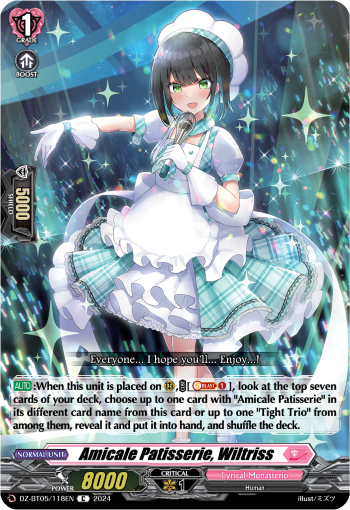 1
GRADE
BOOST
5000
SHIELD
Everyone... I hope you'll... Enjoy..!
AUTO:When this unit is placed on [BLAST 1], look at the top seven
cards of your deck, choose up to one card with "Amicale Patisserie" in
its different card name from this card or up to one "Tight Trio" from
among them, reveal it and put it into hand, and shuffle the deck.
NORMAL UNIT
Amicale Patisserie, Wiltriss
Lyrical Monasterio
Human
POWER 8000
CRITICAL
1
DZ-BT05/118EN C 2024
illust/ミズツ